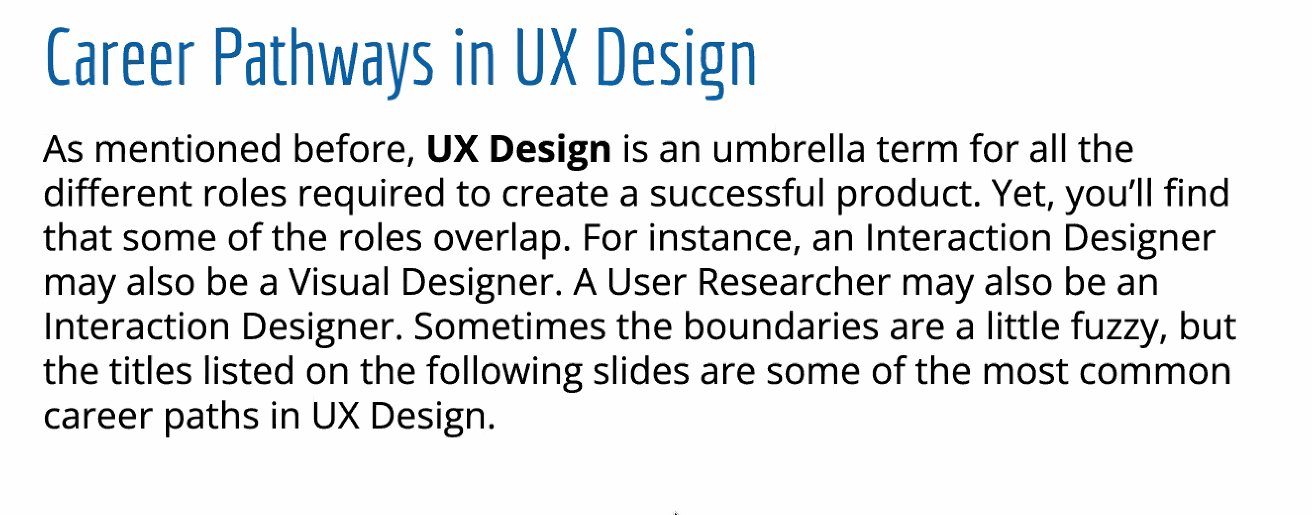 Career Pathways in UX Design
As mentioned before, UX Design is an umbrella term for all the
different roles required to create a successful product. Yet, you’ll find
that some of the roles overlap. For instance, an Interaction Designer
may also be a Visual Designer. A User Researcher may also be an
Interaction Designer. Sometimes the boundaries are a little fuzzy, but
the titles listed on the following slides are some of the most common
career paths in UX Design.